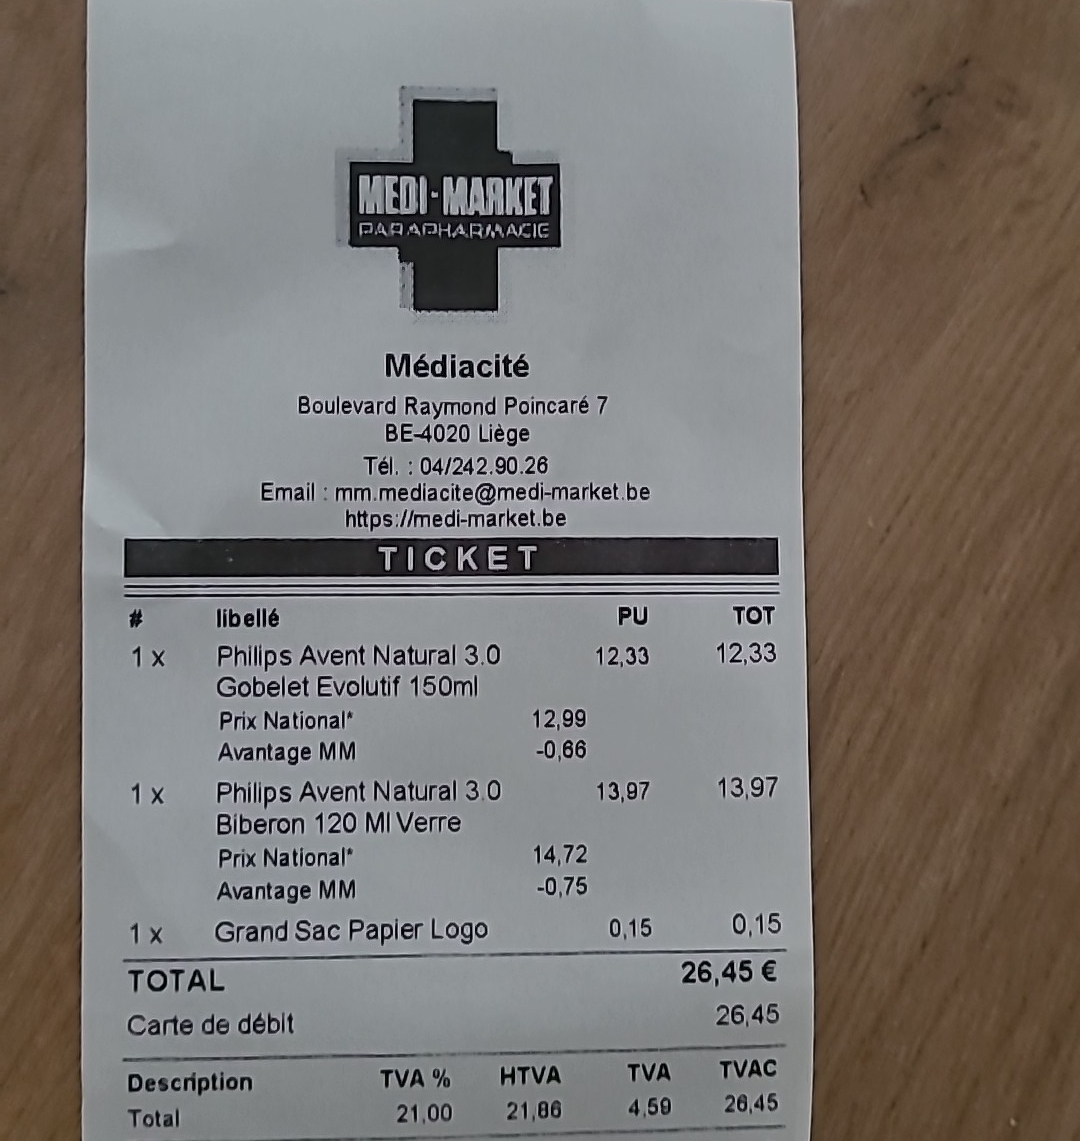 MEDI-MARKET
PARAPHARMACIE
Médiacité
Boulevard Raymond Poincaré 7
BE-4020 Liège
Tél. : 04/242.90.26
Email : mm.mediacite@medi-market.be
https://medi-market.be
TICKET
# libellé PU TOT
1 x Philips Avent Natural 3.0 12,33 12,33
Gobelet Evolutif 150ml
Prix National* 12,99
Avantage MM -0,66
1 x Philips Avent Natural 3.0 13,97 13,97
Biberon 120 Ml Verre
Prix National* 14,72
Avantage MM -0,75
1 x Grand Sac Papier Logo 0,15 0,15
TOTAL 26,45 €
Carte de débit 26,45
Description TVA % HTVA TVA TVAC
Total 21,00 21,86 4,59 26,45